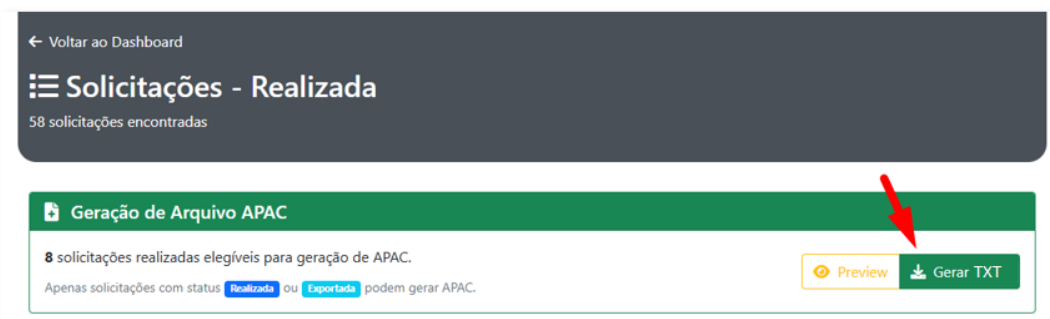 ← Voltar ao Dashboard
Solicitações - Realizada
58 solicitações encontradas
Geração de Arquivo APAC
8 solicitações realizadas elegíveis para geração de APAC.
Preview Gerar TXT
Apenas solicitações com status Realizada ou Exportada podem gerar APAC.